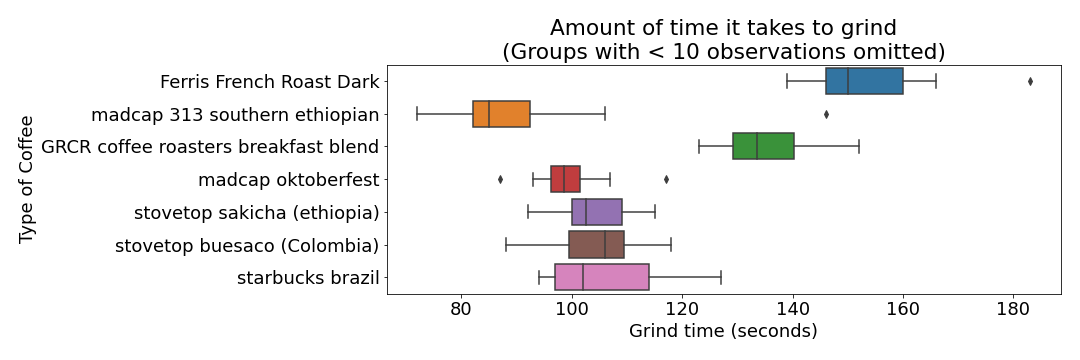 Amount of time it takes to grind
(Groups with < 10 observations omitted)
Type of Coffee
Ferris French Roast Dark
madcap 313 southern ethiopian
GRCR coffee roasters breakfast blend
madcap oktoberfest
stovetop sakicha (ethiopia)
stovetop buesaco (Colombia)
starbucks brazil
80 100 120 140 160 180
Grind time (seconds)